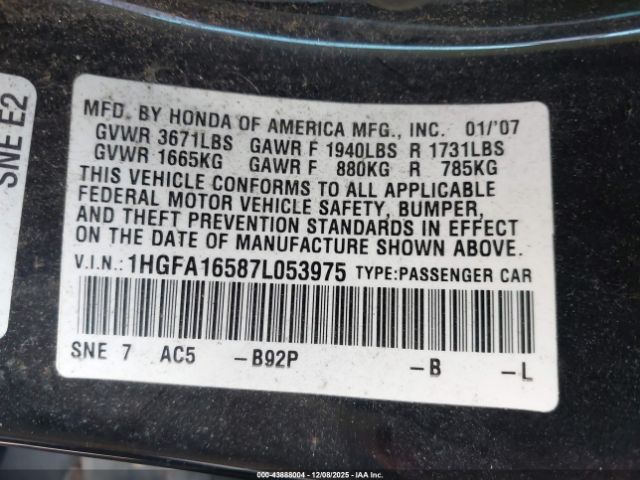 SNE E2
MFD. BY HONDA OF AMERICA MFG., INC. 01/'07
GVWR 3671LBS GAWR F 1940LBS R 1731LBS
GVWR 1665KG GAWR F 880KG R 785KG
THIS VEHICLE CONFORMS TO ALL APPLICABLE
FEDERAL MOTOR VEHICLE SAFETY, BUMPER,
AND THEFT PREVENTION STANDARDS IN EFFECT
ON THE DATE OF MANUFACTURE SHOWN ABOVE.
V.I.N.: 1HGFA16587L053975 TYPE:PASSENGER CAR
SNE 7 AC5 -B92P -B -L
000-43888004 - 12/08/2025 - IAA Inc.